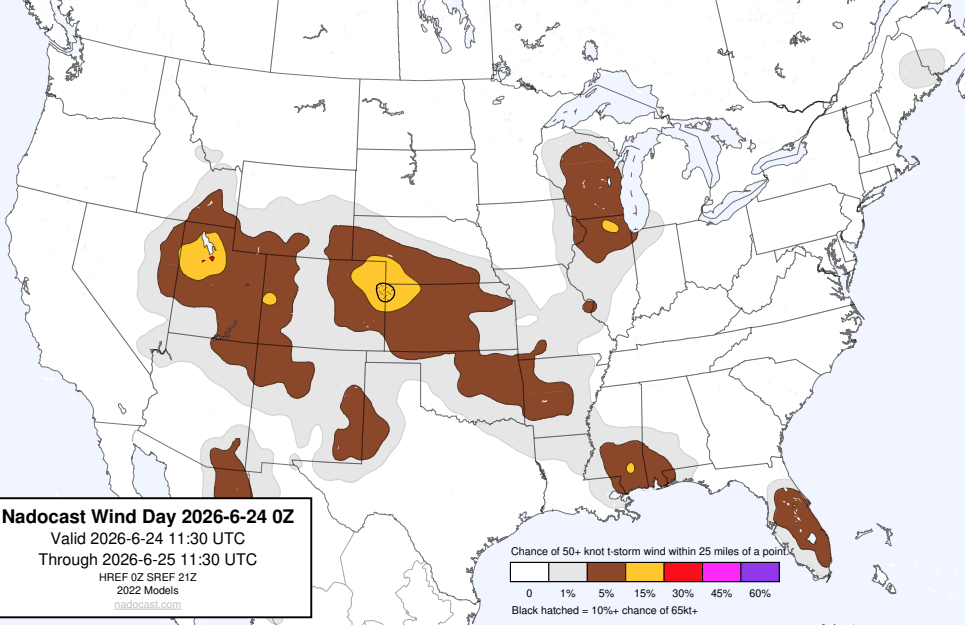 Nadocast Wind Day 2026-6-24 0Z
Valid 2026-6-24 11:30 UTC
Through 2026-6-25 11:30 UTC
HREF 0Z SREF 21Z
2022 Models
nadocast.com
Chance of 50+ knot t-storm wind within 25 miles of a point.
0 1% 5% 15% 30% 45% 60%
Black hatched = 10%+ chance of 65kt+